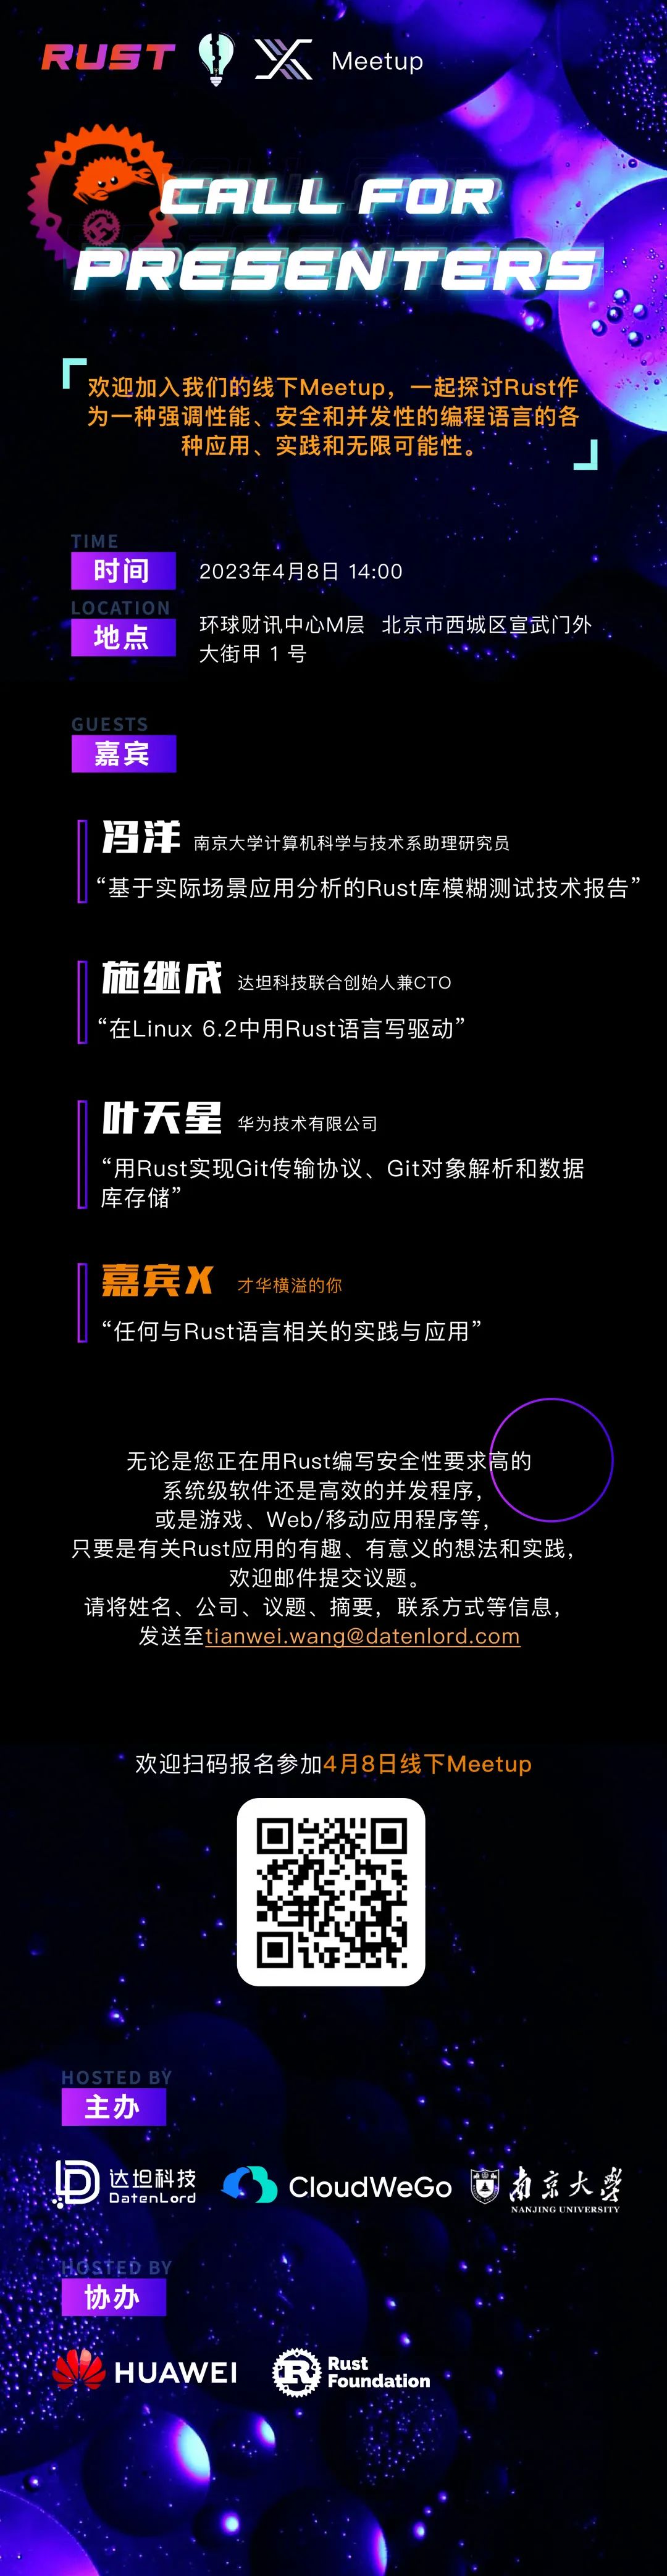 RUST Meetup
CALL FOR
PRESENTERS
欢迎加入我们的线下Meetup，一起探讨Rust作
为一种强调性能、安全和并发性的编程语言的各
种应用、实践和无限可能性。
TIME
时间 2023年4月8日 14:00
LOCATION
地点 环球财讯中心M层 北京市西城区宣武门外
大街甲 1 号
GUESTS
嘉宾
冯洋 南京大学计算机科学与技术系助理研究员
“基于实际场景应用分析的Rust库模糊测试技术报告”
施继成 达坦科技联合创始人兼CTO
“在Linux 6.2中用Rust语言写驱动”
叶天星 华为技术有限公司
“用Rust实现Git传输协议、Git对象解析和数据
库存储”
嘉宾X 才华横溢的你
“任何与Rust语言相关的实践与应用”
无论是您正在用Rust编写安全性要求高的
系统级软件还是高效的并发程序，
或是游戏、Web/移动应用程序等，
只要是有关Rust应用的有趣、有意义的想法和实践，
欢迎邮件提交议题。
请将姓名、公司、议题、摘要，联系方式等信息，
发送至tianwei.wang@datenlord.com
欢迎扫码报名参加4月8日线下Meetup
HOSTED BY
主办
达坦科技
DatenLord
CloudWeGo
南京大学
NANJING UNIVERSITY
HOSTED BY
协办
HUAWEI
Rust
Foundation